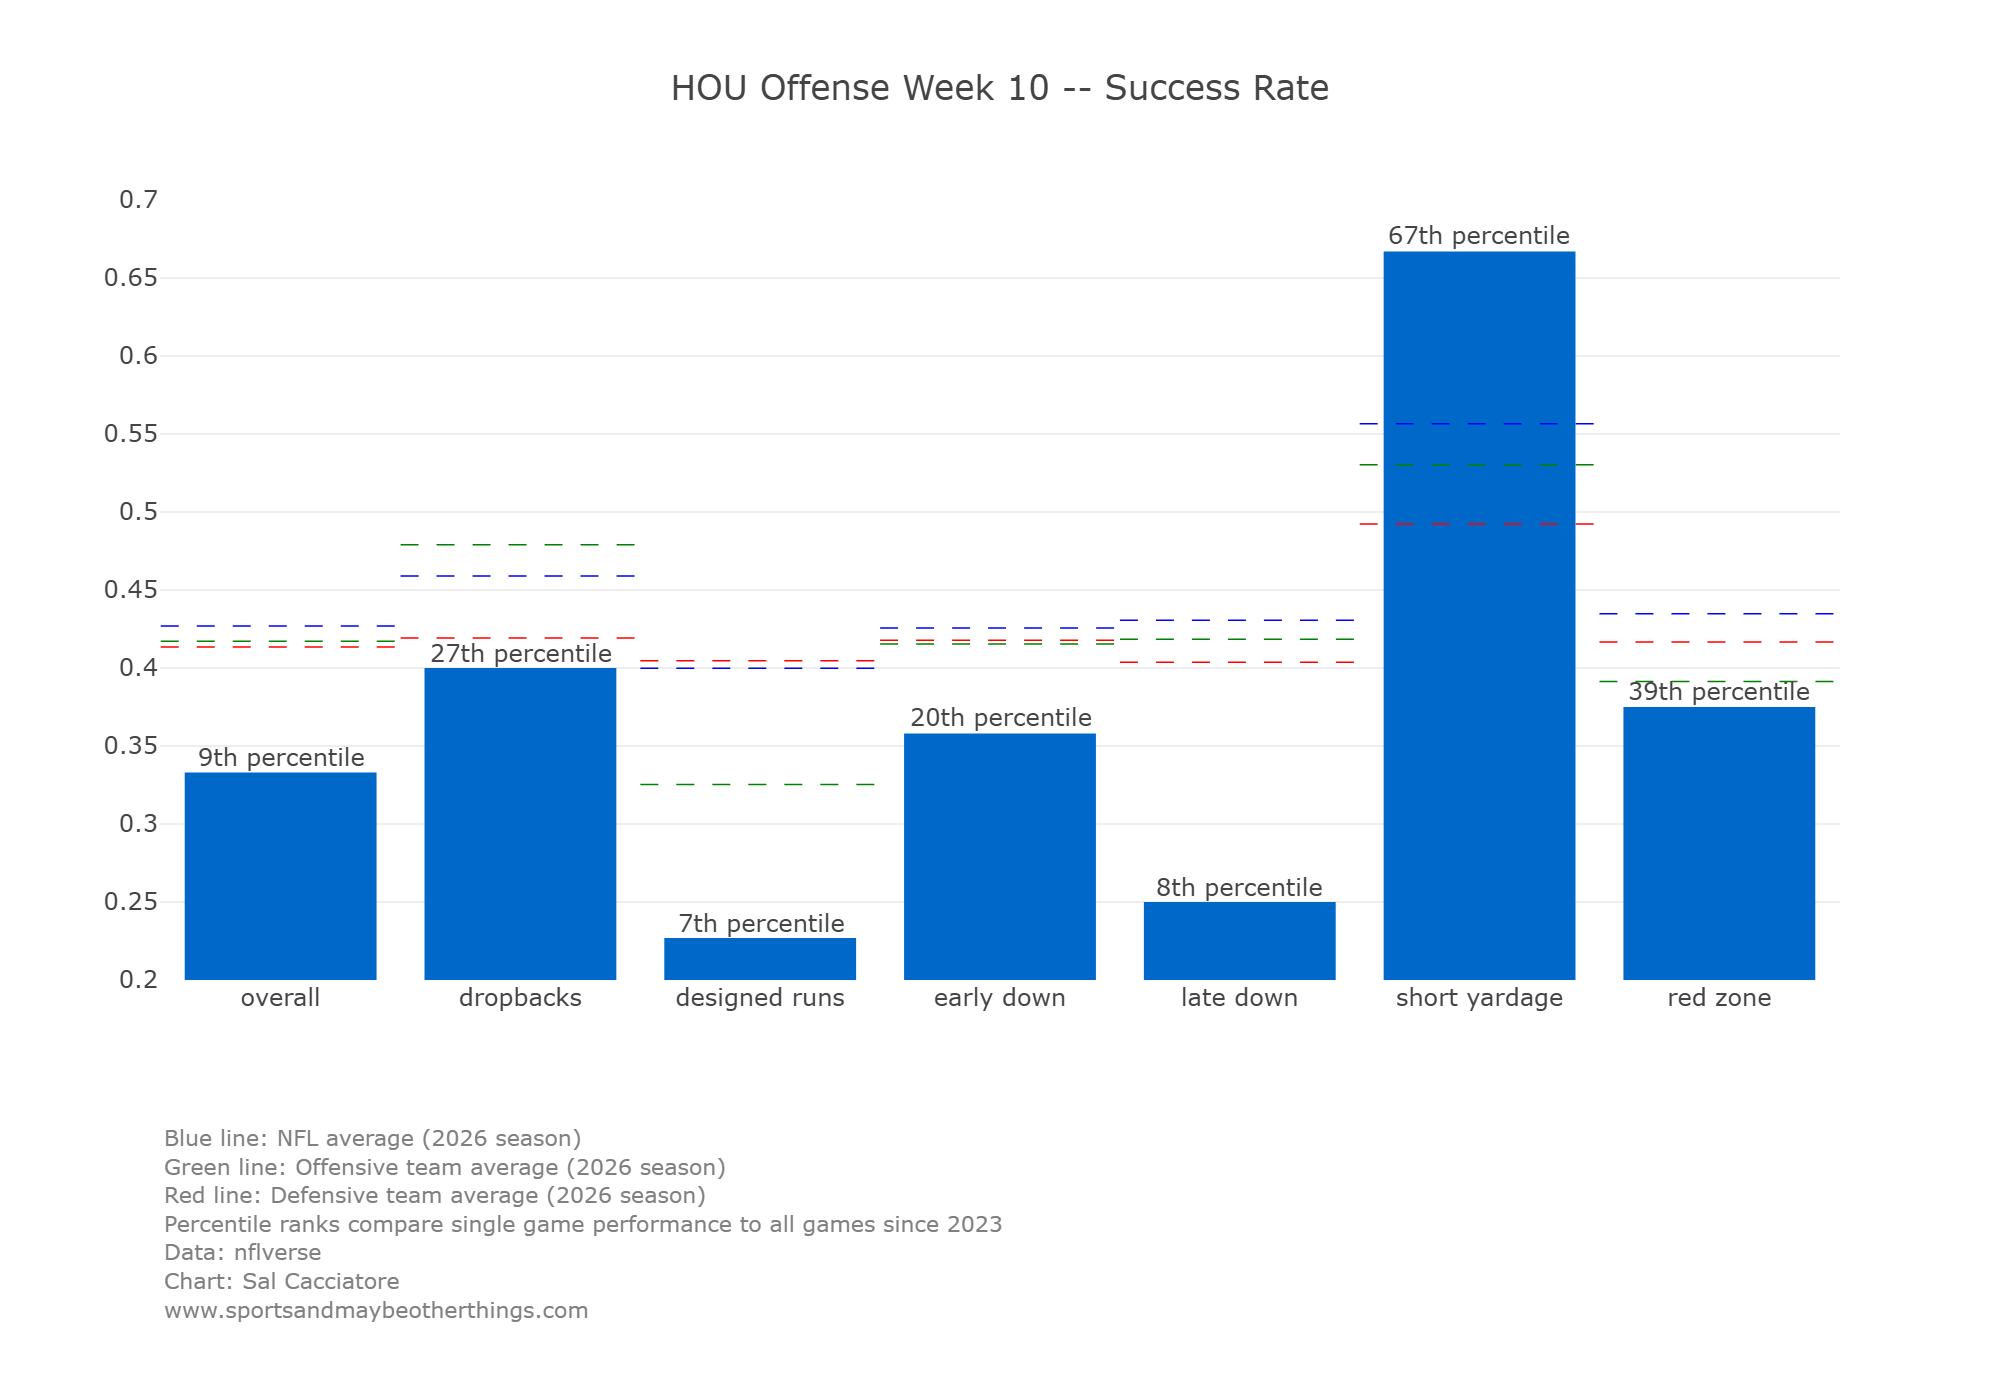 HOU Offense Week 10 -- Success Rate
0.7
0.65
0.6
0.55
0.5
0.45
0.4
0.35
0.3
0.25
0.2
9th percentile
27th percentile
7th percentile
20th percentile
8th percentile
67th percentile
39th percentile
overall
dropbacks
designed runs
early down
late down
short yardage
red zone
Blue line: NFL average (2026 season)
Green line: Offensive team average (2026 season)
Red line: Defensive team average (2026 season)
Percentile ranks compare single game performance to all games since 2023
Data: nflverse
Chart: Sal Cacciatore
www.sportsandmaybeotherthings.com